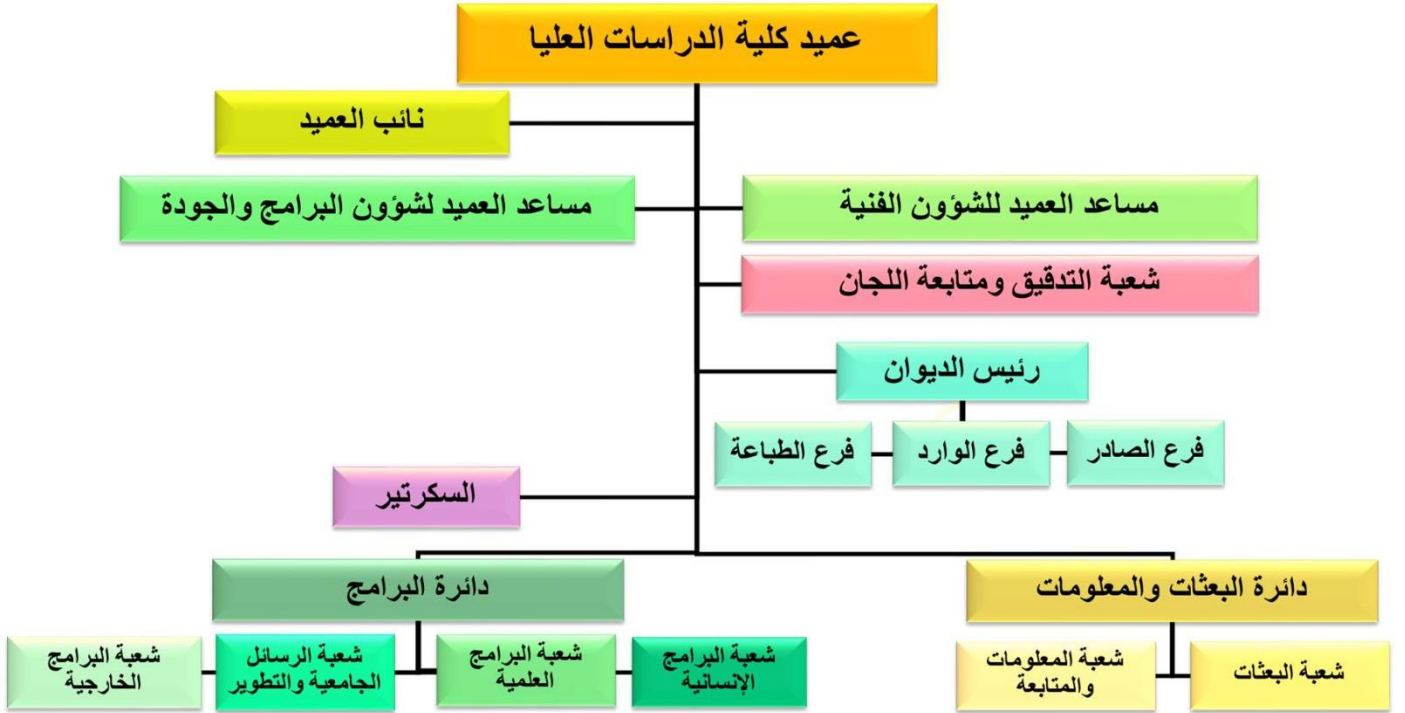 عميد كلية الدراسات العليا
نائب العميد
مساعد العميد للشؤون الفنية
مساعد العميد لشؤون البرامج والجودة
شعبة التدقيق ومتابعة اللجان
رئيس الديوان
فرع الصادر
فرع الوارد
فرع الطباعة
السكرتير
دائرة البعثات والمعلومات
دائرة البرامج
شعبة البعثات
شعبة المعلومات
والمتابعة
شعبة البرامج
الإنسانية
شعبة البرامج
العلمية
شعبة الرسائل
الجامعية والتطوير
شعبة البرامج
الخارجية